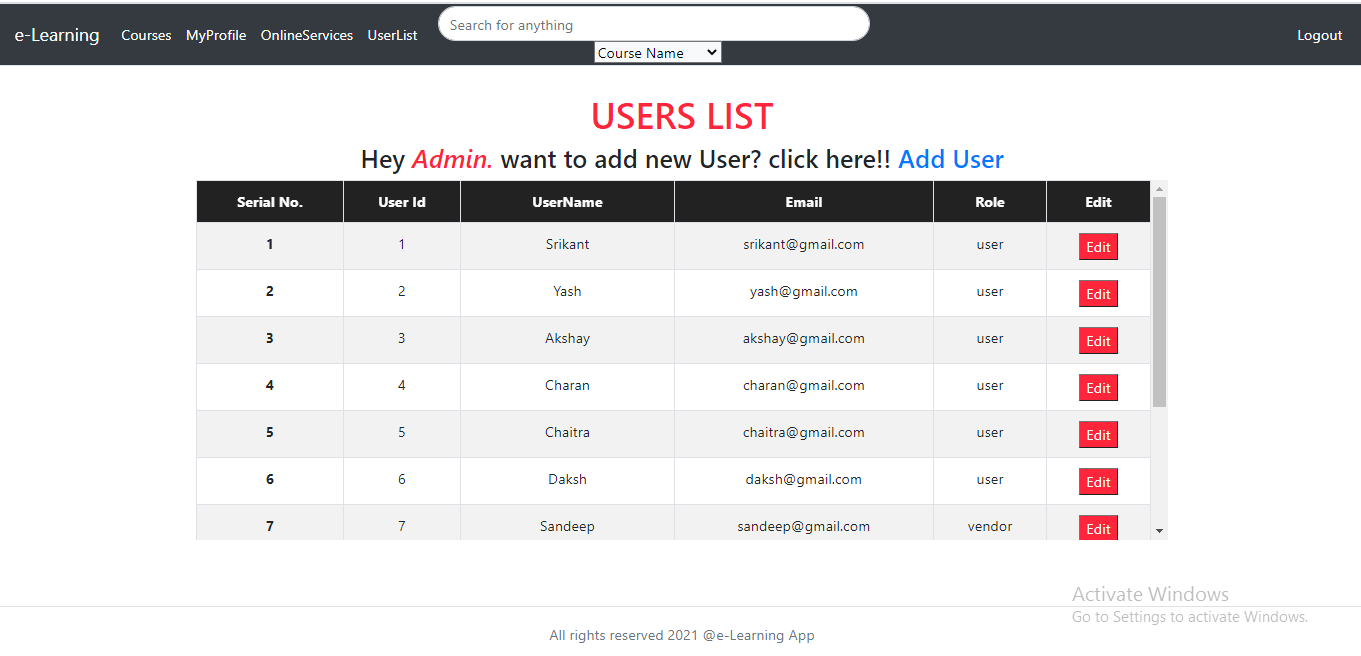 e-Learning Courses MyProfile OnlineServices UserList Search for anything Logout
Course Name
USERS LIST
Hey Admin. want to add new User? click here!! Add User
Serial No. User Id UserName Email Role Edit
1 1 Srikant srikant@gmail.com user Edit
2 2 Yash yash@gmail.com user Edit
3 3 Akshay akshay@gmail.com user Edit
4 4 Charan charan@gmail.com user Edit
5 5 Chaitra chaitra@gmail.com user Edit
6 6 Daksh daksh@gmail.com user Edit
7 7 Sandeep sandeep@gmail.com vendor Edit
Activate Windows
Go to Settings to activate Windows.
All rights reserved 2021 @e-Learning App